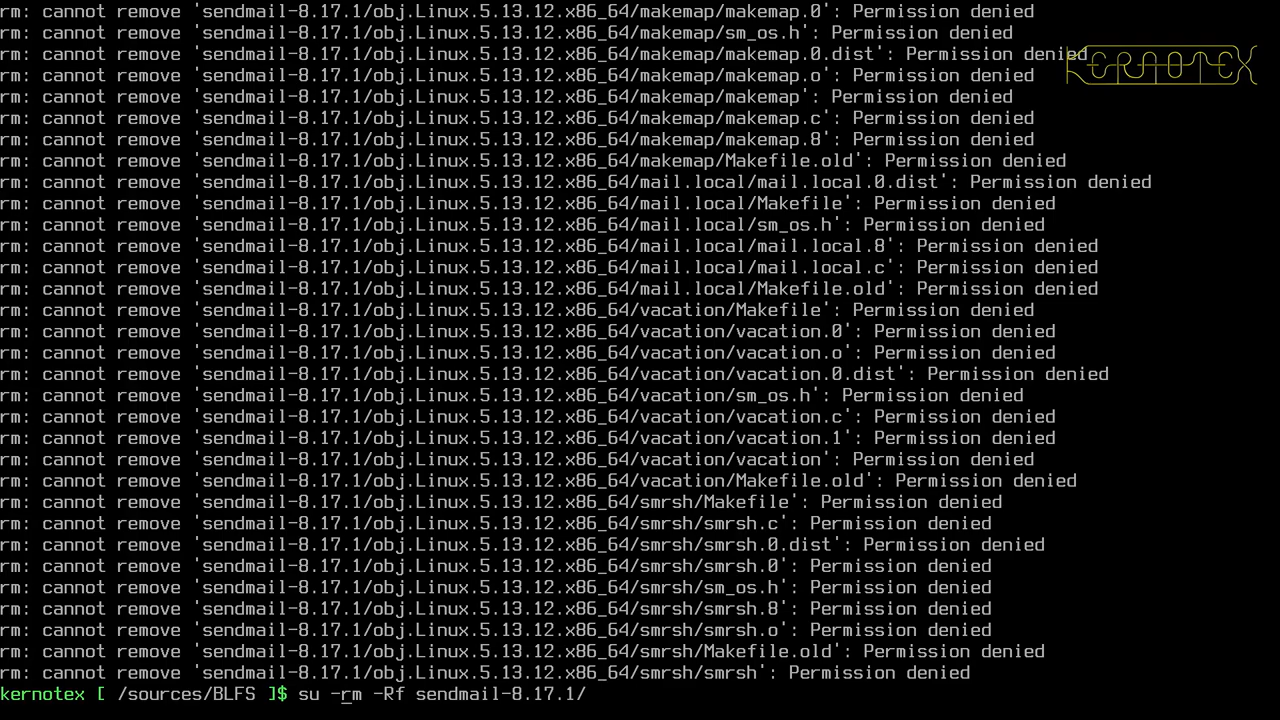 rm: cannot remove 'sendmail-8.17.1/obj.Linux.5.13.12.x86_64/makemap/makemap.0': Permission denied
rm: cannot remove 'sendmail-8.17.1/obj.Linux.5.13.12.x86_64/makemap/sm_os.h': Permission denied
rm: cannot remove 'sendmail-8.17.1/obj.Linux.5.13.12.x86_64/makemap/makemap.0.dist': Permission denied
KERNOTEX
rm: cannot remove 'sendmail-8.17.1/obj.Linux.5.13.12.x86_64/makemap/makemap.o': Permission denied
rm: cannot remove 'sendmail-8.17.1/obj.Linux.5.13.12.x86_64/makemap/makemap': Permission denied
rm: cannot remove 'sendmail-8.17.1/obj.Linux.5.13.12.x86_64/makemap/makemap.c': Permission denied
rm: cannot remove 'sendmail-8.17.1/obj.Linux.5.13.12.x86_64/makemap/makemap.8': Permission denied
rm: cannot remove 'sendmail-8.17.1/obj.Linux.5.13.12.x86_64/makemap/Makefile.old': Permission denied
rm: cannot remove 'sendmail-8.17.1/obj.Linux.5.13.12.x86_64/mail.local/mail.local.0.dist': Permission denied
rm: cannot remove 'sendmail-8.17.1/obj.Linux.5.13.12.x86_64/mail.local/Makefile': Permission denied
rm: cannot remove 'sendmail-8.17.1/obj.Linux.5.13.12.x86_64/mail.local/sm_os.h': Permission denied
rm: cannot remove 'sendmail-8.17.1/obj.Linux.5.13.12.x86_64/mail.local/mail.local.8': Permission denied
rm: cannot remove 'sendmail-8.17.1/obj.Linux.5.13.12.x86_64/mail.local/mail.local.c': Permission denied
rm: cannot remove 'sendmail-8.17.1/obj.Linux.5.13.12.x86_64/mail.local/Makefile.old': Permission denied
rm: cannot remove 'sendmail-8.17.1/obj.Linux.5.13.12.x86_64/vacation/Makefile': Permission denied
rm: cannot remove 'sendmail-8.17.1/obj.Linux.5.13.12.x86_64/vacation/vacation.0': Permission denied
rm: cannot remove 'sendmail-8.17.1/obj.Linux.5.13.12.x86_64/vacation/vacation.o': Permission denied
rm: cannot remove 'sendmail-8.17.1/obj.Linux.5.13.12.x86_64/vacation/vacation.0.dist': Permission denied
rm: cannot remove 'sendmail-8.17.1/obj.Linux.5.13.12.x86_64/vacation/sm_os.h': Permission denied
rm: cannot remove 'sendmail-8.17.1/obj.Linux.5.13.12.x86_64/vacation/vacation.c': Permission denied
rm: cannot remove 'sendmail-8.17.1/obj.Linux.5.13.12.x86_64/vacation/vacation.1': Permission denied
rm: cannot remove 'sendmail-8.17.1/obj.Linux.5.13.12.x86_64/vacation/vacation': Permission denied
rm: cannot remove 'sendmail-8.17.1/obj.Linux.5.13.12.x86_64/vacation/Makefile.old': Permission denied
rm: cannot remove 'sendmail-8.17.1/obj.Linux.5.13.12.x86_64/smrsh/Makefile': Permission denied
rm: cannot remove 'sendmail-8.17.1/obj.Linux.5.13.12.x86_64/smrsh/smrsh.c': Permission denied
rm: cannot remove 'sendmail-8.17.1/obj.Linux.5.13.12.x86_64/smrsh/smrsh.0.dist': Permission denied
rm: cannot remove 'sendmail-8.17.1/obj.Linux.5.13.12.x86_64/smrsh/smrsh.0': Permission denied
rm: cannot remove 'sendmail-8.17.1/obj.Linux.5.13.12.x86_64/smrsh/sm_os.h': Permission denied
rm: cannot remove 'sendmail-8.17.1/obj.Linux.5.13.12.x86_64/smrsh/smrsh.8': Permission denied
rm: cannot remove 'sendmail-8.17.1/obj.Linux.5.13.12.x86_64/smrsh/smrsh.o': Permission denied
rm: cannot remove 'sendmail-8.17.1/obj.Linux.5.13.12.x86_64/smrsh/Makefile.old': Permission denied
rm: cannot remove 'sendmail-8.17.1/obj.Linux.5.13.12.x86_64/smrsh/smrsh': Permission denied
kernotex [ /sources/BLFS ]$ su -rm -Rf sendmail-8.17.1/